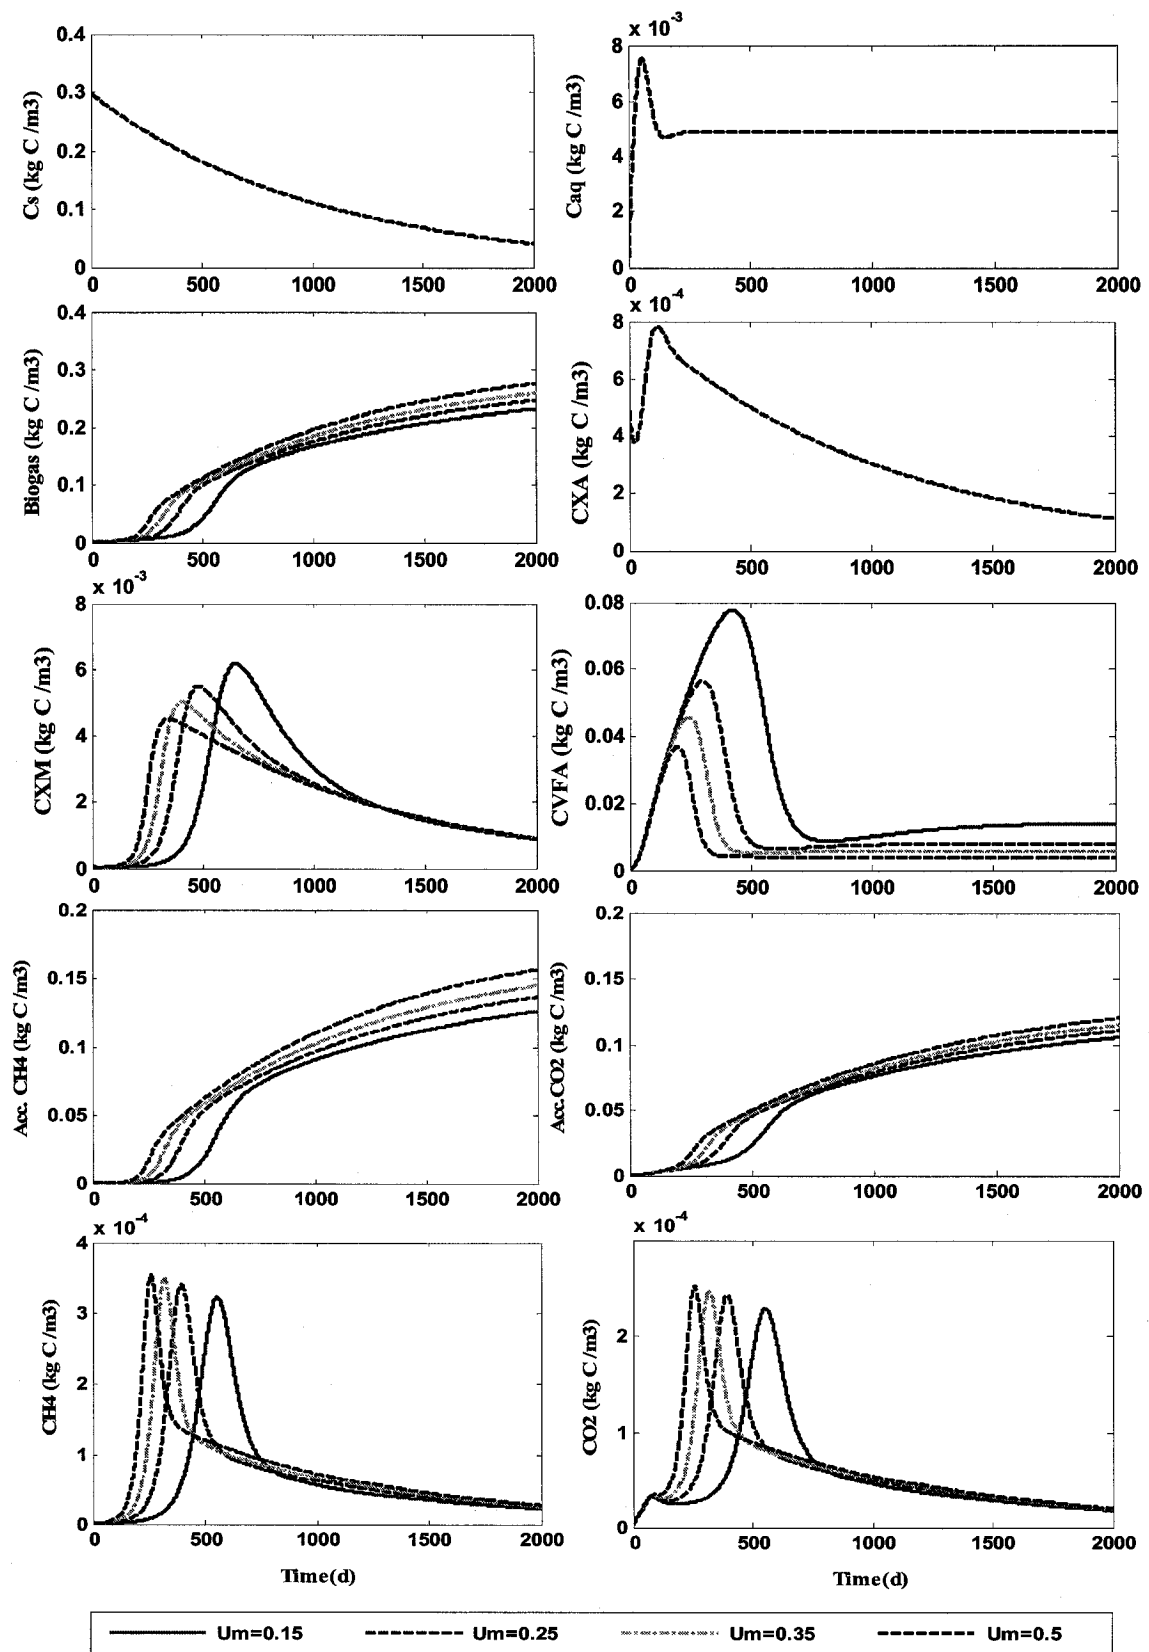 x 10-3
0.4
0.3
0.2
0.1
0
Cs (kg C /m3)
0 500 1000 1500 2000
8
6
4
2
0
Caq (kg C /m3)
0 500 1000 1500 2000
0.4
0.3
0.2
0.1
0
Biogas (kg C /m3)
0 500 1000 1500 2000
x 10-4
8
6
4
2
0
CXA (kg C /m3)
0 500 1000 1500 2000
x 10-3
8
6
4
2
0
CXM (kg C /m3)
0 500 1000 1500 2000
0.08
0.06
0.04
0.02
0
CVFA (kg C /m3)
0 500 1000 1500 2000
0.2
0.15
0.1
0.05
0
Acc. CH4 (kg C /m3)
0 500 1000 1500 2000
0.2
0.15
0.1
0.05
0
Acc.CO2 (kg C /m3)
0 500 1000 1500 2000
x 10-4
4
3
2
1
0
CH4 (kg C /m3)
0 500 1000 1500 2000
Time(d)
x 10-4
2
1
0
CO2 (kg C /m3)
0 500 1000 1500 2000
Time(d)
Um=0.15 Um=0.25 Um=0.35 Um=0.5